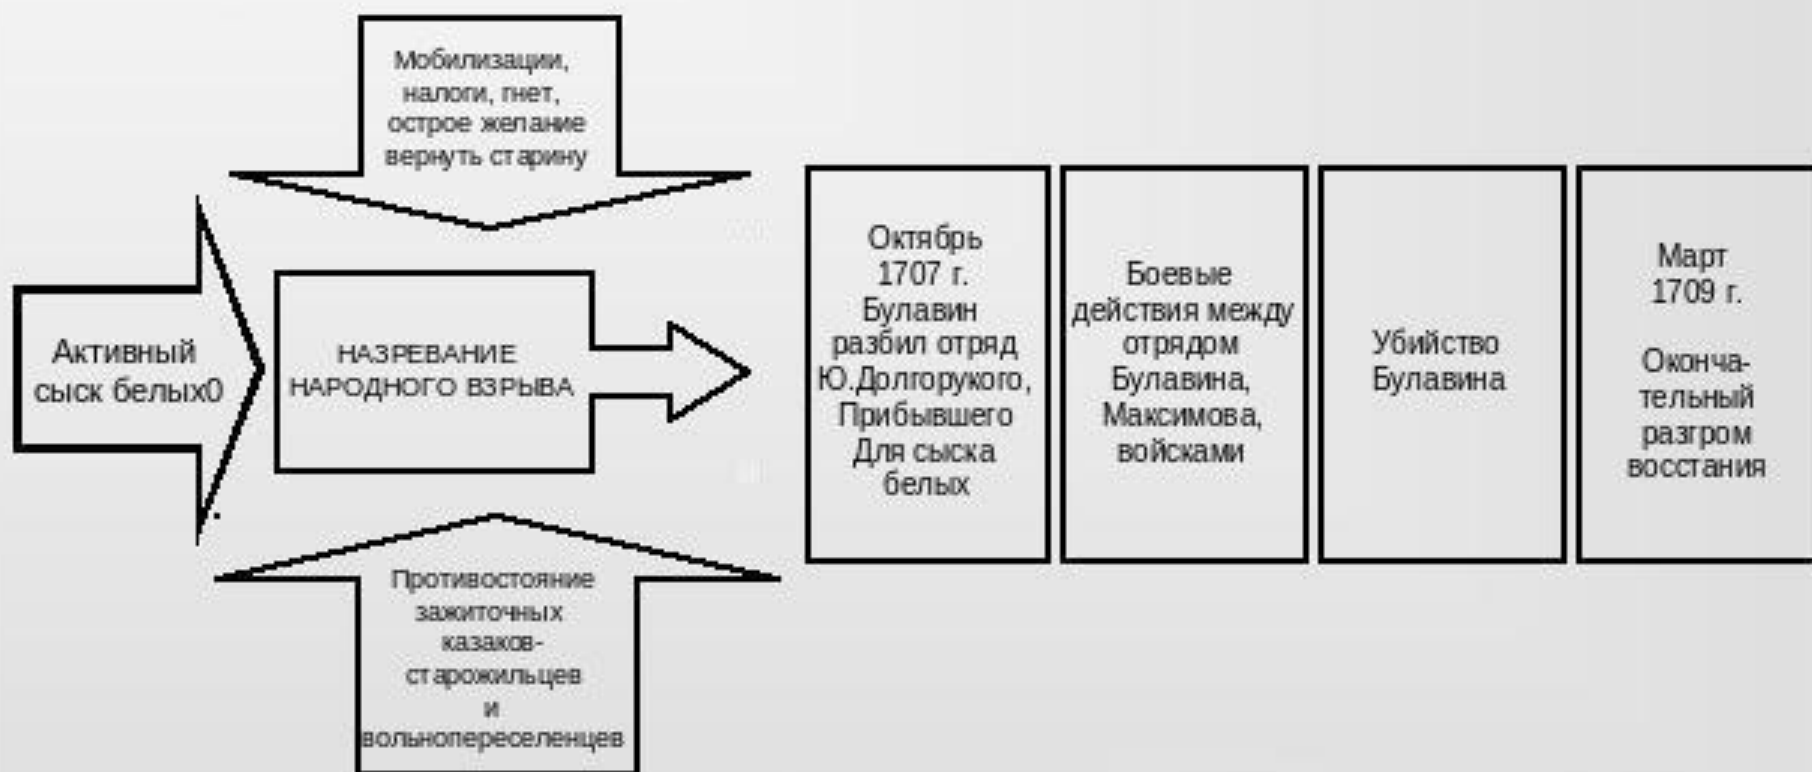 Мобилизации,
налоги, гнет,
острое желание
вернуть старину
Активный
сыск белых0
НАЗРЕВАНИЕ
НАРОДНОГО ВЗРЫВА
Противостояние
зажиточных
казаков-
старожильцев
и
вольнопереселенцев
Октябрь
1707 г.
Булавин
разбил отряд
Ю.Долгорукого,
Прибывшего
Для сыска
белых
Боевые
действия между
отрядом
Булавина,
Максимова,
войсками
Убийство
Булавина
Март
1709 г.
Оконча-
тельный
разгром
восстания